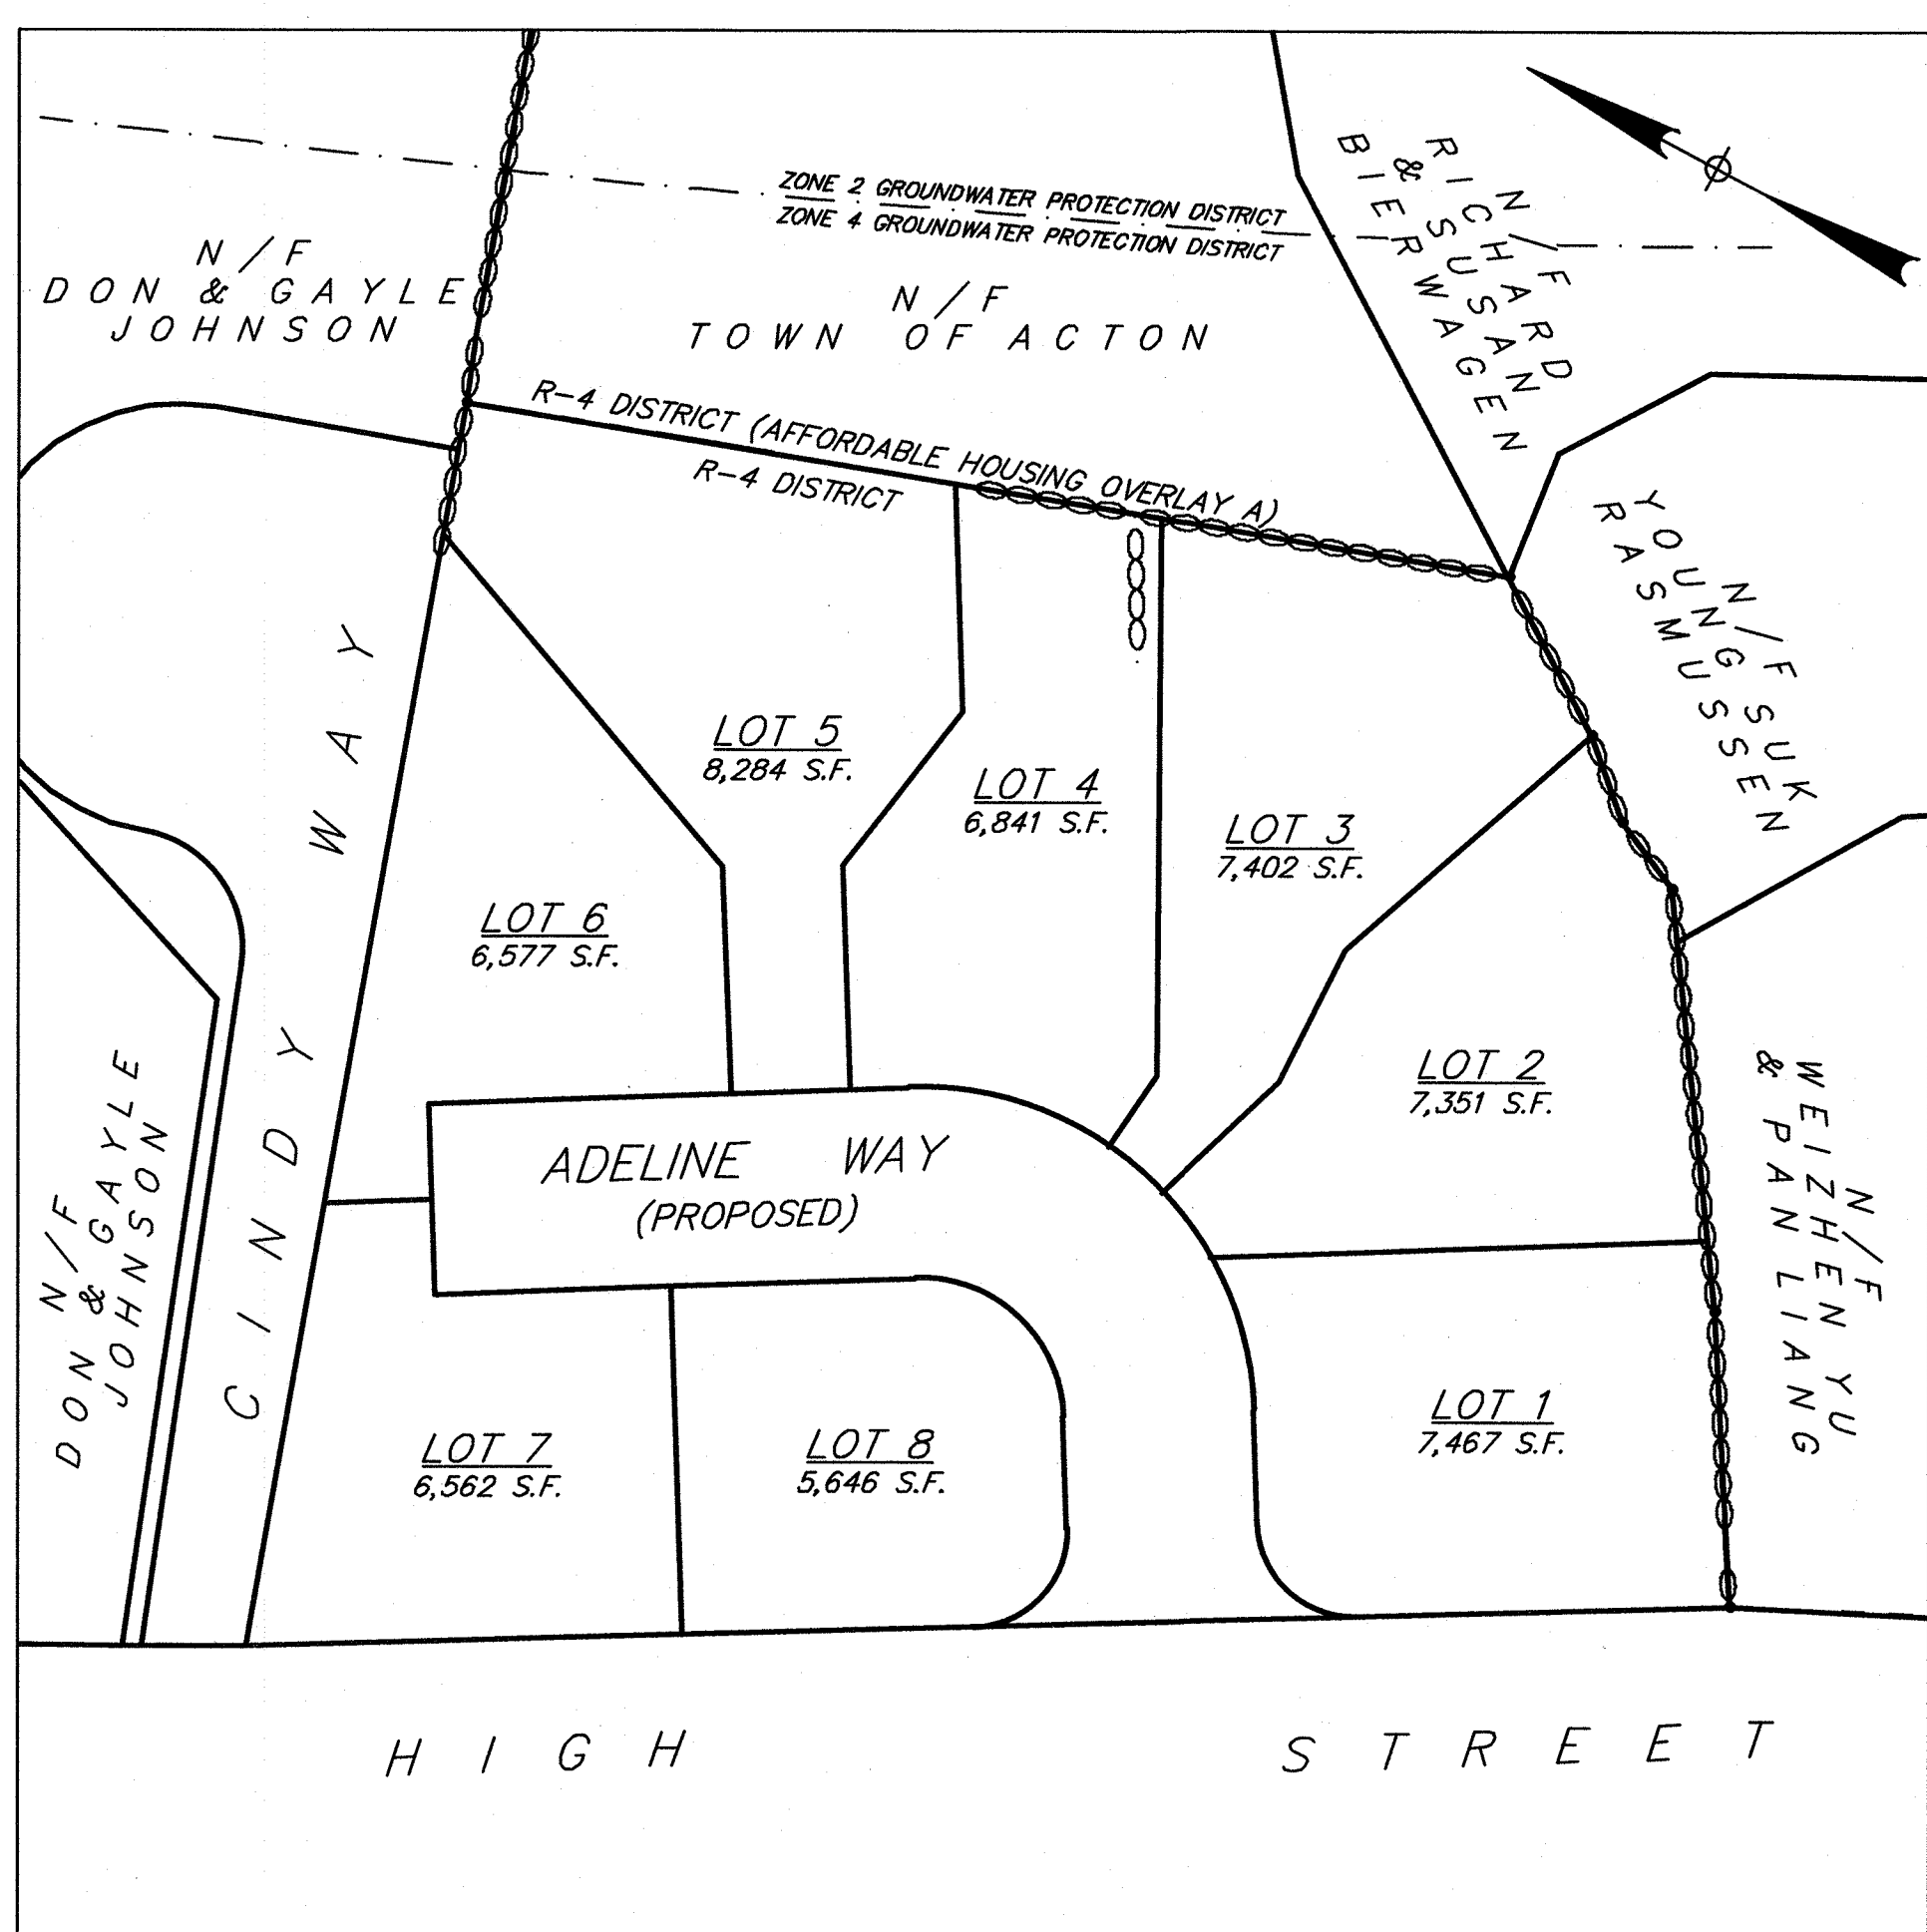 ZONE 2 GROUNDWATER PROTECTION DISTRICT
ZONE 4 GROUNDWATER PROTECTION DISTRICT
N/F
RICHARD
& SUSAN
BIERWAGEN
N/F
DON & GAYLE
JOHNSON
N/F
TOWN OF ACTON
R-4 DISTRICT (AFFORDABLE HOUSING OVERLAY A)
R-4 DISTRICT
N/F
YOUNG SUK
RASMUSSEN
LOT 5
8,284 S.F.
LOT 4
6,841 S.F.
LOT 3
7,402 S.F.
LOT 6
6,577 S.F.
LOT 2
7,351 S.F.
CINDY WAY
N/F
DON & GAYLE
JOHNSON
ADELINE WAY
(PROPOSED)
N/F
WEIZHEN YU
& PAN LIANG
LOT 1
7,467 S.F.
LOT 7
6,562 S.F.
LOT 8
5,646 S.F.
HIGH STREET